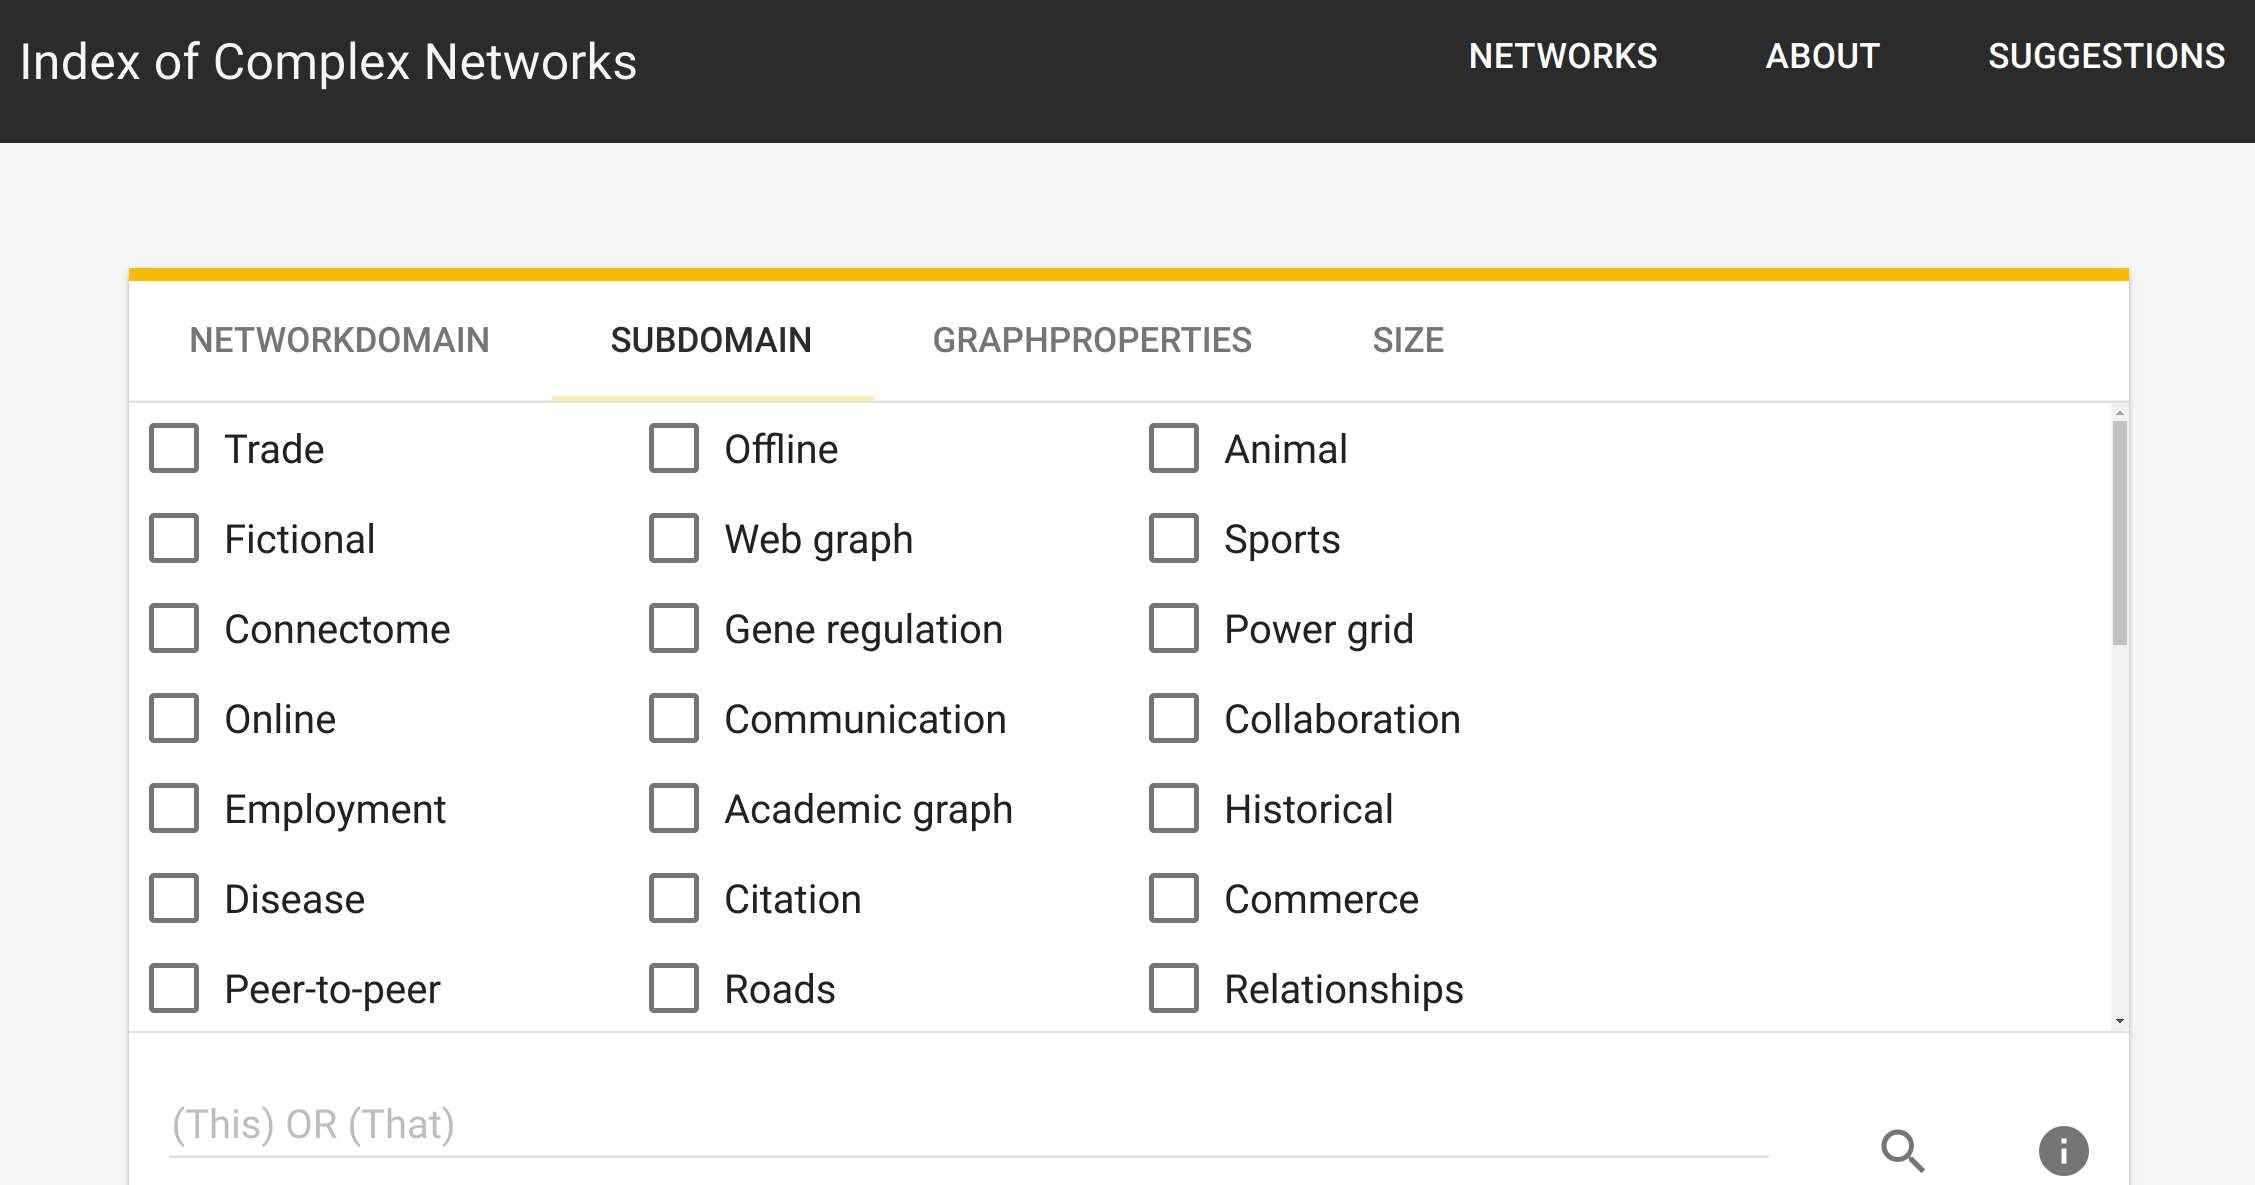 Index of Complex Networks
NETWORKS ABOUT SUGGESTIONS
NETWORKDOMAIN SUBDOMAIN GRAPHPROPERTIES SIZE
Trade Offline Animal
Fictional Web graph Sports
Connectome Gene regulation Power grid
Online Communication Collaboration
Employment Academic graph Historical
Disease Citation Commerce
Peer-to-peer Roads Relationships
(This) OR (That)